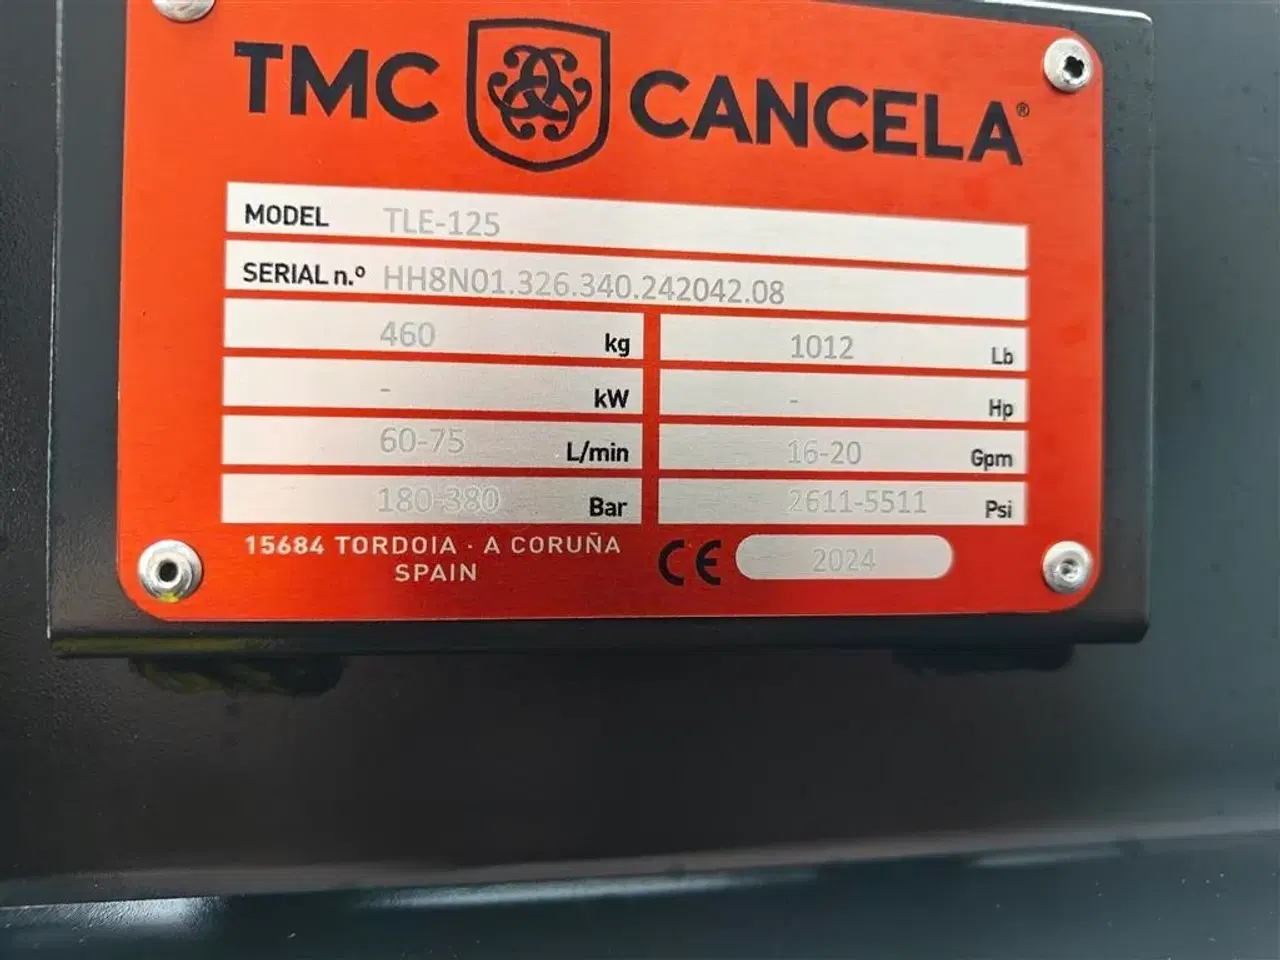 TMC CANCELA®
MODEL TLE-125
SERIAL n.º HH8N01.326.340.242042.08
460 kg 1012 Lb
- kW - Hp
60-75 L/min 16-20 Gpm
180-380 Bar 2611-5511 Psi
15684 TORDOIA · A CORUÑA
SPAIN
CE 2024